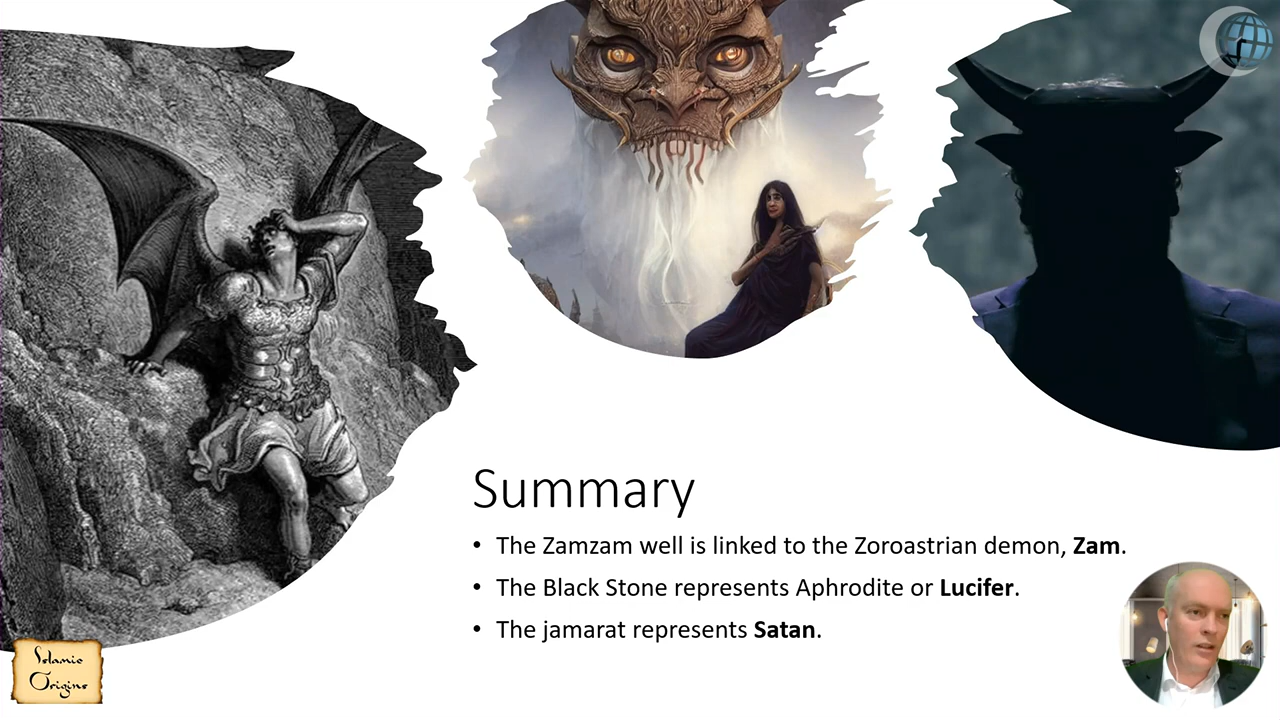 Summary
• The Zamzam well is linked to the Zoroastrian demon, Zam.
• The Black Stone represents Aphrodite or Lucifer.
• The jamarat represents Satan.
Islamic
Origins